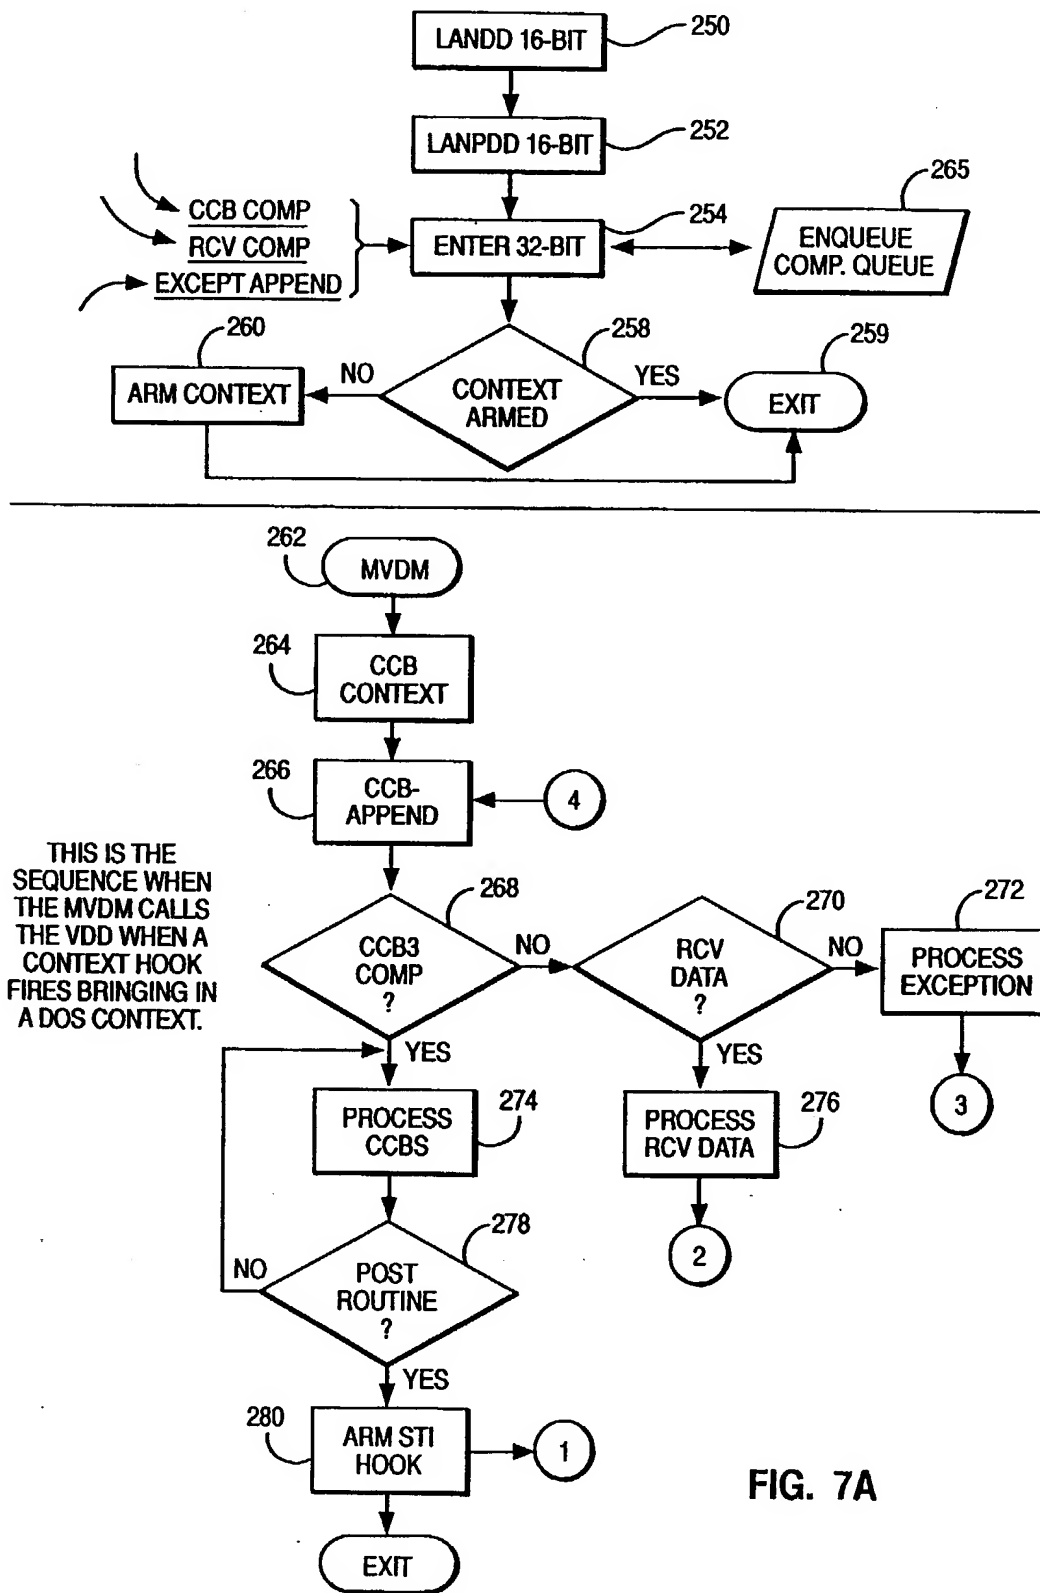 LANDD 16-BIT
250
LANPDD 16-BIT
252
CCB COMP
RCV COMP
EXCEPT APPEND
ENTER 32-BIT
254
265
ENQUEUE
COMP. QUEUE
260
ARM CONTEXT
NO
258
CONTEXT
ARMED
YES
259
EXIT
262
MVDM
264
CCB
CONTEXT
266
CCB-
APPEND
4
THIS IS THE
SEQUENCE WHEN
THE MVDM CALLS
THE VDD WHEN A
CONTEXT HOOK
FIRES BRINGING IN
A DOS CONTEXT.
268
CCB3
COMP
?
NO
270
RCV
DATA
?
NO
272
PROCESS
EXCEPTION
YES
YES
3
PROCESS
CCBS
274
PROCESS
RCV DATA
276
2
278
NO
POST
ROUTINE
?
YES
280
ARM STI
HOOK
1
EXIT
FIG. 7A